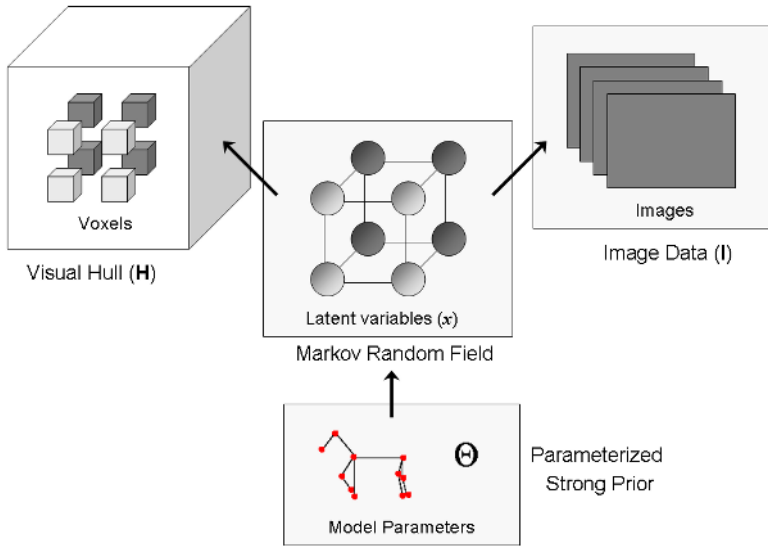 Voxels
Visual Hull (H)
Images
Image Data (I)
Latent variables (x)
Markov Random Field
Θ
Model Parameters
Parameterized
Strong Prior